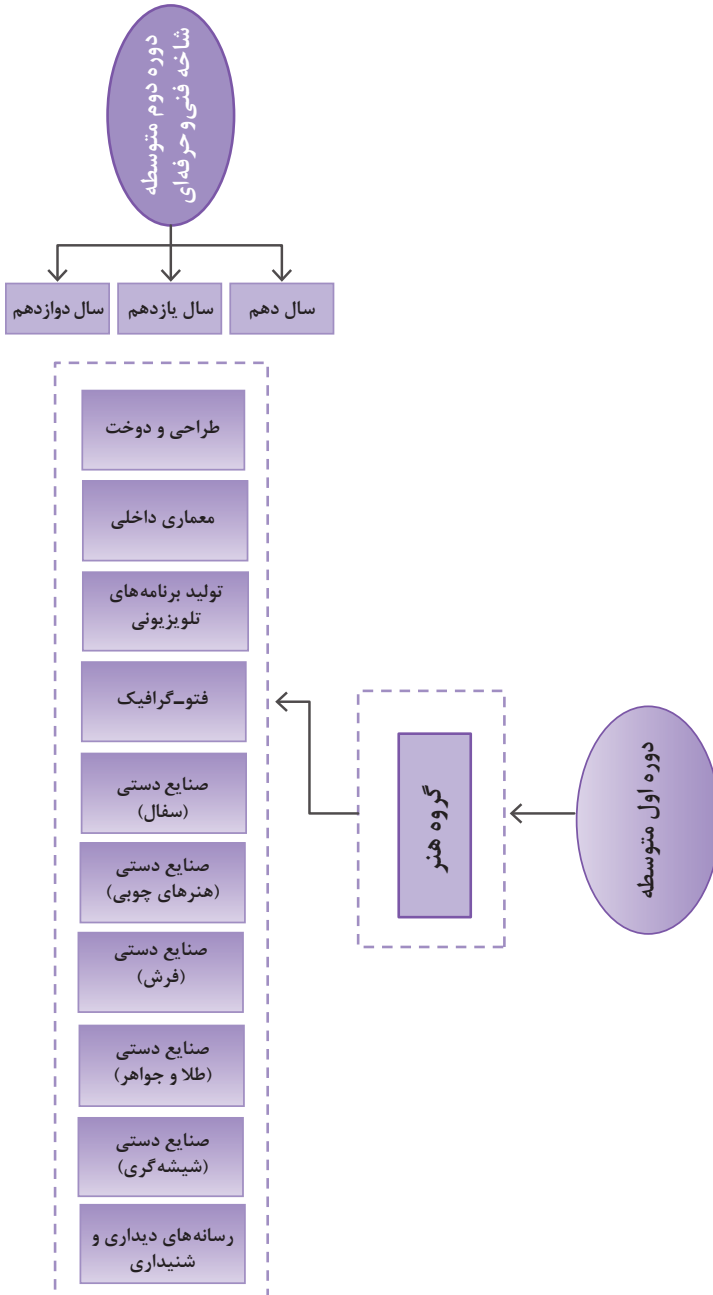 دوره دوم متوسطه
شاخه فنی‌وحرفه‌ای
سال دهم
سال یازدهم
سال دوازدهم
طراحی و دوخت
معماری داخلی
تولید برنامه‌های
تلویزیونی
فتو-گرافیک
صنایع دستی
(سفال)
صنایع دستی
(هنرهای چوبی)
صنایع دستی
(فرش)
صنایع دستی
(طلا و جواهر)
صنایع دستی
(شیشه‌گری)
رسانه‌های دیداری و
شنیداری
گروه هنر
دوره اول متوسطه